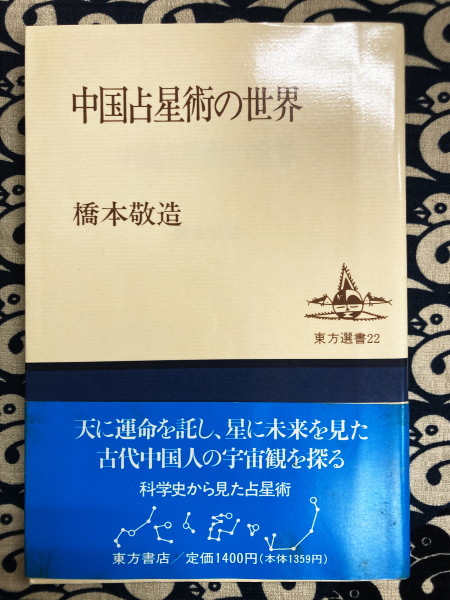 中国占星術の世界
橋本敬造
東方選書22
天に運命を託し、星に未来を見た
古代中国人の宇宙観を探る
科学史から見た占星術
東方書店／定価1400円(本体1359円)